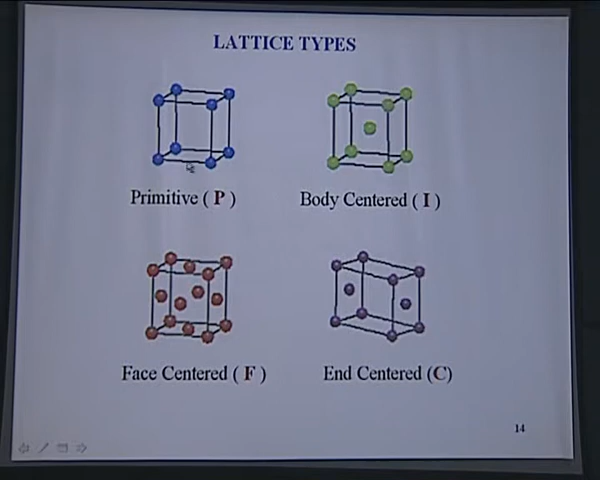 LATTICE TYPES
Primitive ( P )
Body Centered ( I )
Face Centered ( F )
End Centered (C)
14